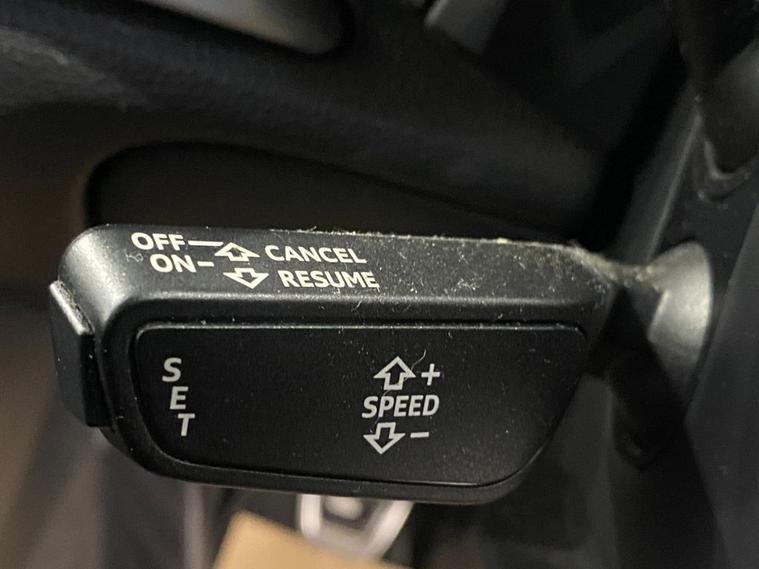 OFF CANCEL
ON RESUME
SET
+
SPEED
-